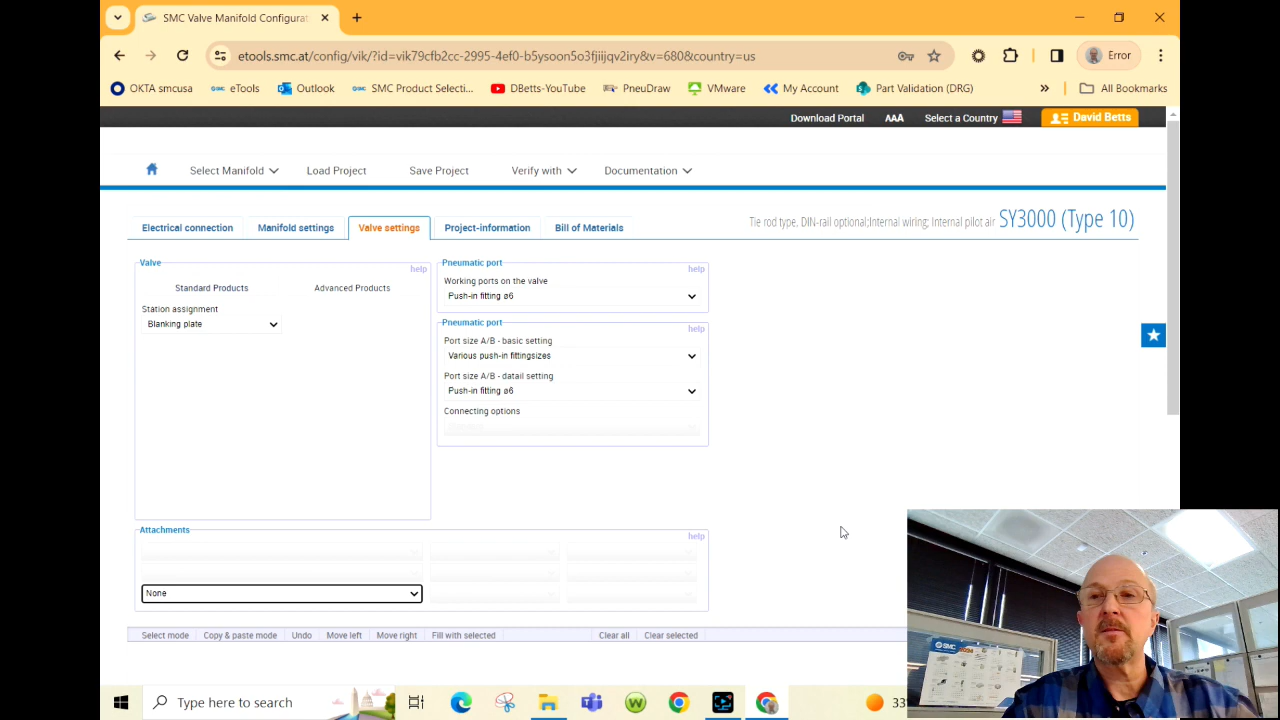 SMC Valve Manifold Configurat
etools.smc.at/config/vik/?id=vik79cfb2cc-2995-4ef0-b5ysoon5o3fjiijqv2iry&v=680&country=us
Error
OKTA smcusa
eTools
Outlook
SMC Product Selecti...
DBetts-YouTube
PneuDraw
VMware
My Account
Part Validation (DRG)
All Bookmarks
Download Portal
AAA
Select a Country
David Betts
Select Manifold
Load Project
Save Project
Verify with
Documentation
Electrical connection
Manifold settings
Valve settings
Project-information
Bill of Materials
Tie rod type, DIN-rail optional;Internal wiring; Internal pilot air SY3000 (Type 10)
Valve
help
Standard Products
Advanced Products
Station assignment
Blanking plate
Pneumatic port
help
Working ports on the valve
Push-in fitting ø6
Pneumatic port
help
Port size A/B - basic setting
Various push-in fittingsizes
Port size A/B - datail setting
Push-in fitting ø6
Connecting options
Attachments
help
None
Select mode
Copy & paste mode
Undo
Move left
Move right
Fill with selected
Clear all
Clear selected
SMC
Type here to search
33